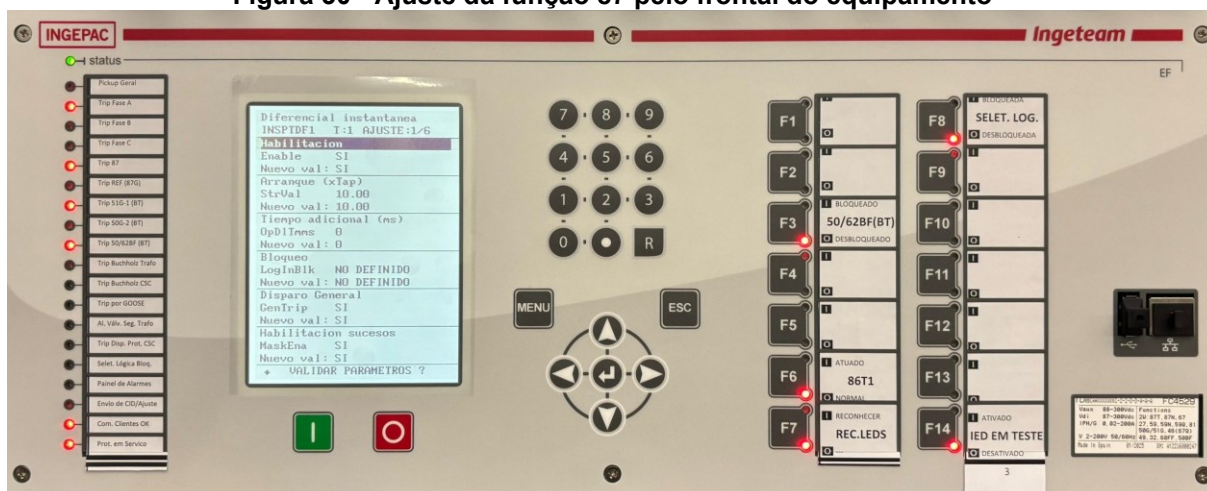 Figura 30 - Ajuste da função 87 pelo frontal do equipamento
INGEPAC
Ingeteam
status
EF
Pickup Geral
Trip Fase A
Trip Fase B
Trip Fase C
Trip 87
Trip REF (87G)
Trip 51G-1 (BT)
Trip 50G-2 (BT)
Trip 50/62BF (BT)
Trip Buchholz Trafo
Trip Buchholz CSC
Trip por GOOSE
Al. Válv. Seg. Trafo
Trip Disp. Prot. CSC
Selet. Lógica Bloq.
Painel de Alarmes
Envio de CID/Ajuste
Com. Clientes OK
Prot. em Servico
Diferencial instantanea
INSPTDF1 T:1 AJUSTE:1/6
Habilitacion
Enable SI
Nuevo val: SI
Arranque (xTap)
StrVal 10.00
Nuevo val: 10.00
Tiempo adicional (ms)
OpDlTmms 0
Nuevo val: 0
Bloqueo
LogInBlk NO DEFINIDO
Nuevo val: NO DEFINIDO
Disparo General
GenTrip SI
Nuevo val: SI
Habilitacion sucesos
MaskEna SI
Nuevo val: SI
VALIDAR PARAMETROS ?
7 8 9
4 5 6
1 2 3
0 R
MENU
ESC
I
O
F1
I
O
F2
I
O
F3
I BLOQUEADO
50/62BF(BT)
O DESBLOQUEADO
F4
I
O
F5
I
O
F6
I ATUADO
86T1
O NORMAL
F7
I RECONHECER
REC.LEDS
O
F8
I BLOQUEADA
SELET. LOG.
O DESBLOQUEADA
F9
I
O
F10
I
O
F11
I
O
F12
I
O
F13
I
O
F14
I ATIVADO
IED EM TESTE
O DESATIVADO
3
FC4529
Functions
Made in Spain